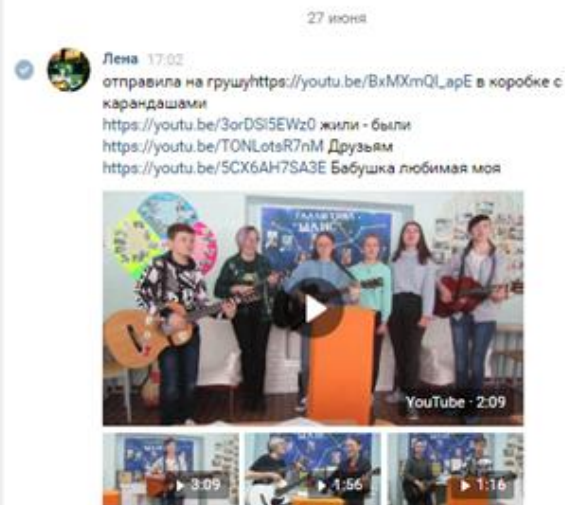 27 июня
Лена 17:02
отправила на грушуhttps://youtu.be/BxMXmQl_apE в коробке с
карандашами
https://youtu.be/3orDSl5EWz0 жили - были
https://youtu.be/TONLotsR7nM Друзьям
https://youtu.be/5CX6AH7SA3E Бабушка любимая моя
YouTube · 2:09
3:09
1:56
1:16